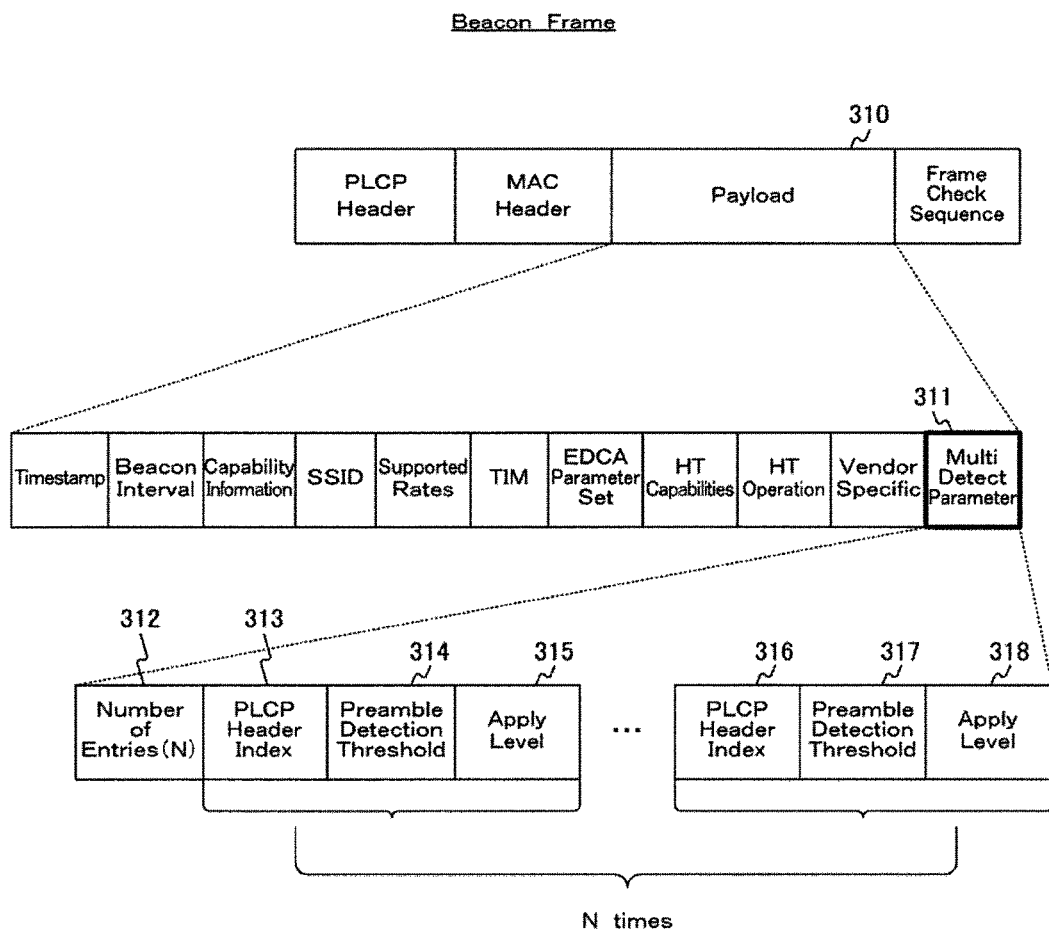 Beacon Frame
310
PLCP
Header
MAC
Header
Payload
Frame
Check
Sequence
311
Timestamp
Beacon
Interval
Capability
Information
SSID
Supported
Rates
TIM
EDCA
Parameter
Set
HT
Capabilities
HT
Operation
Vendor
Specific
Multi
Detect
Parameter
312
313
314
315
316
317
318
Number
of
Entries(N)
PLCP
Header
Index
Preamble
Detection
Threshold
Apply
Level
...
PLCP
Header
Index
Preamble
Detection
Threshold
Apply
Level
N times